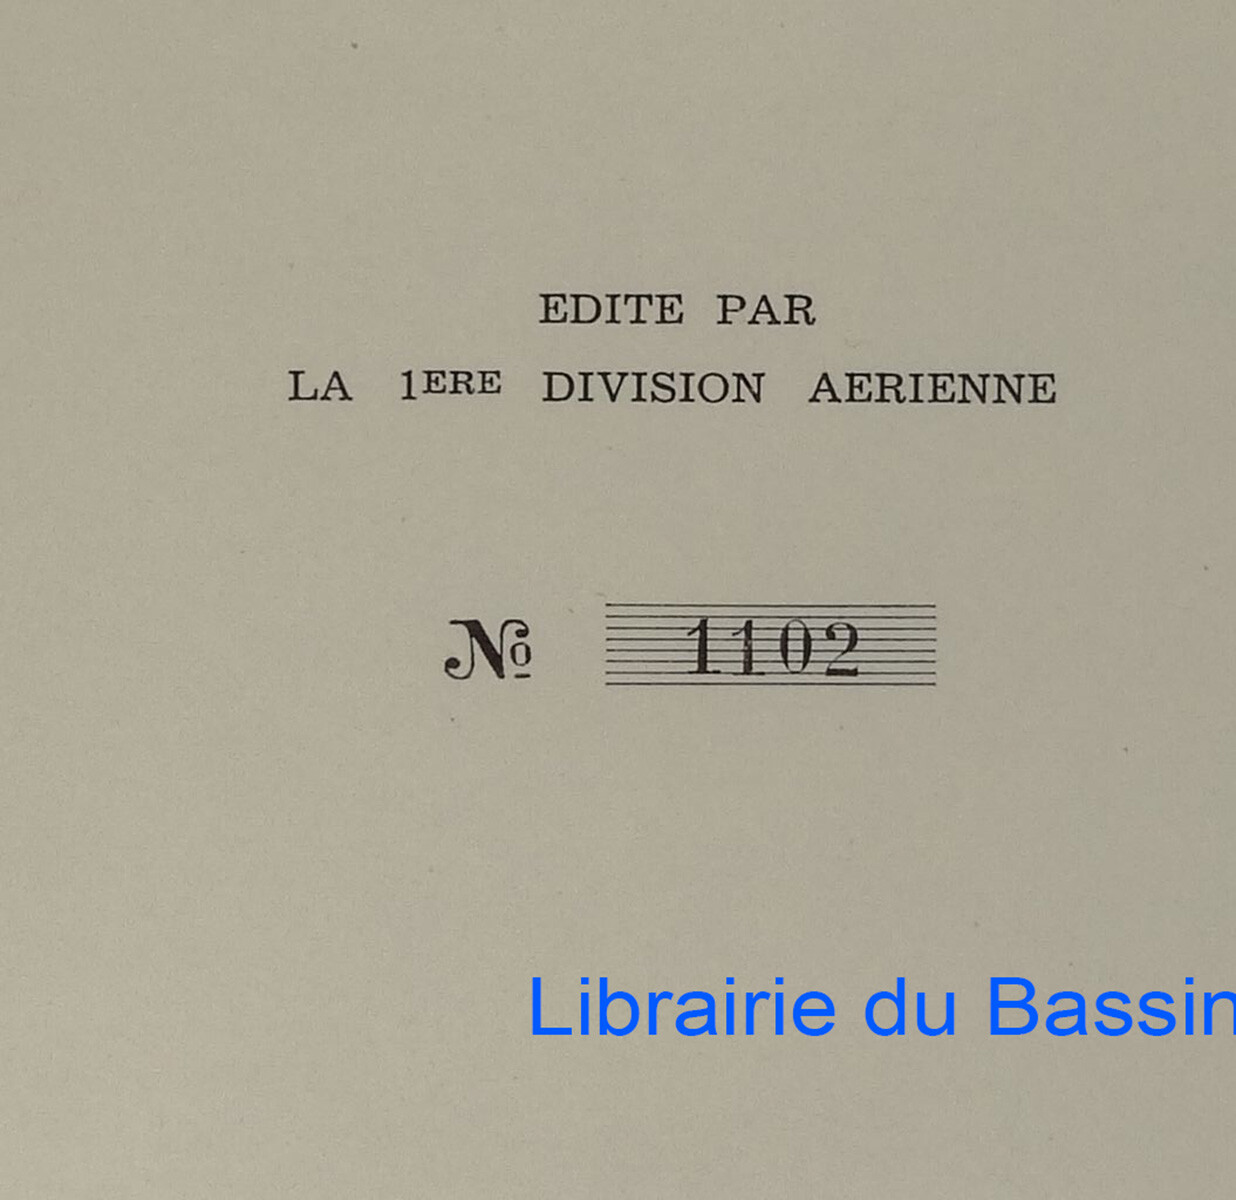 EDITE PAR
LA 1ERE DIVISION AERIENNE
Nº 1102
Librairie du Bassin